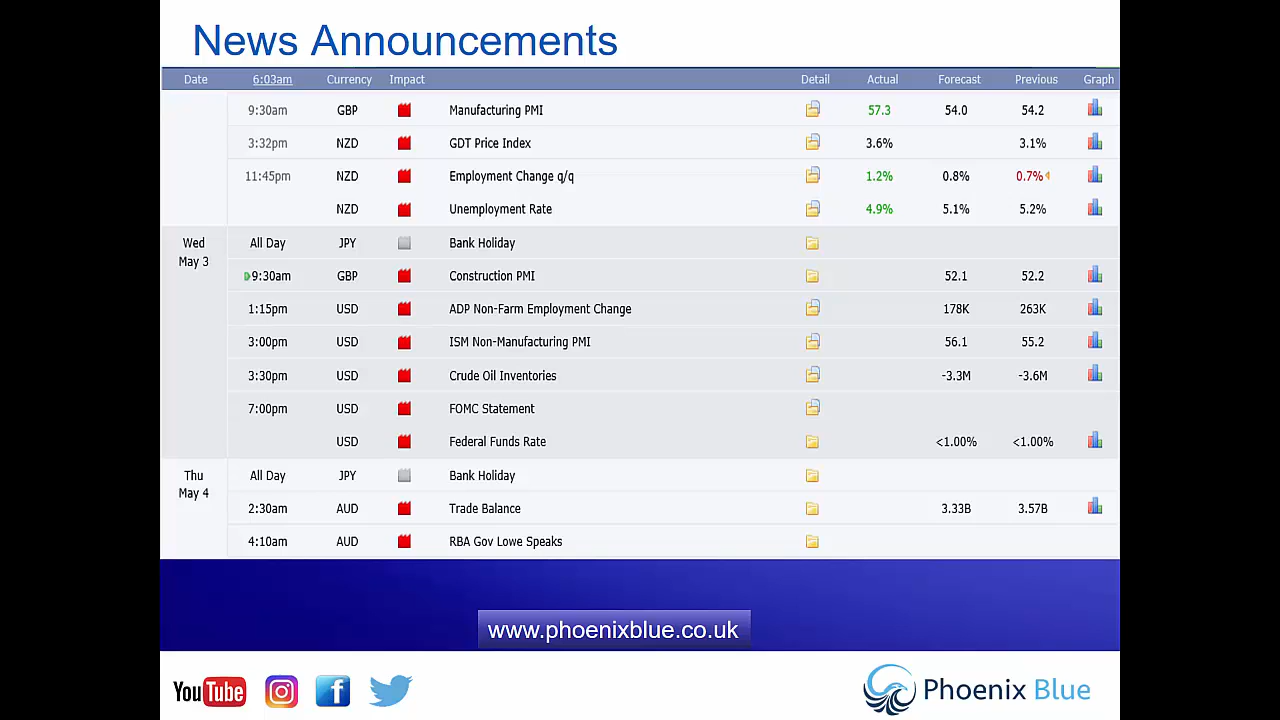 News Announcements
Date 6:03am Currency Impact Detail Actual Forecast Previous Graph
9:30am GBP Manufacturing PMI 57.3 54.0 54.2
3:32pm NZD GDT Price Index 3.6% 3.1%
11:45pm NZD Employment Change q/q 1.2% 0.8% 0.7%
NZD Unemployment Rate 4.9% 5.1% 5.2%
Wed All Day JPY Bank Holiday
May 3
9:30am GBP Construction PMI 52.1 52.2
1:15pm USD ADP Non-Farm Employment Change 178K 263K
3:00pm USD ISM Non-Manufacturing PMI 56.1 55.2
3:30pm USD Crude Oil Inventories -3.3M -3.6M
7:00pm USD FOMC Statement
USD Federal Funds Rate <1.00% <1.00%
Thu All Day JPY Bank Holiday
May 4
2:30am AUD Trade Balance 3.33B 3.57B
4:10am AUD RBA Gov Lowe Speaks
www.phoenixblue.co.uk
YouTube f Phoenix Blue